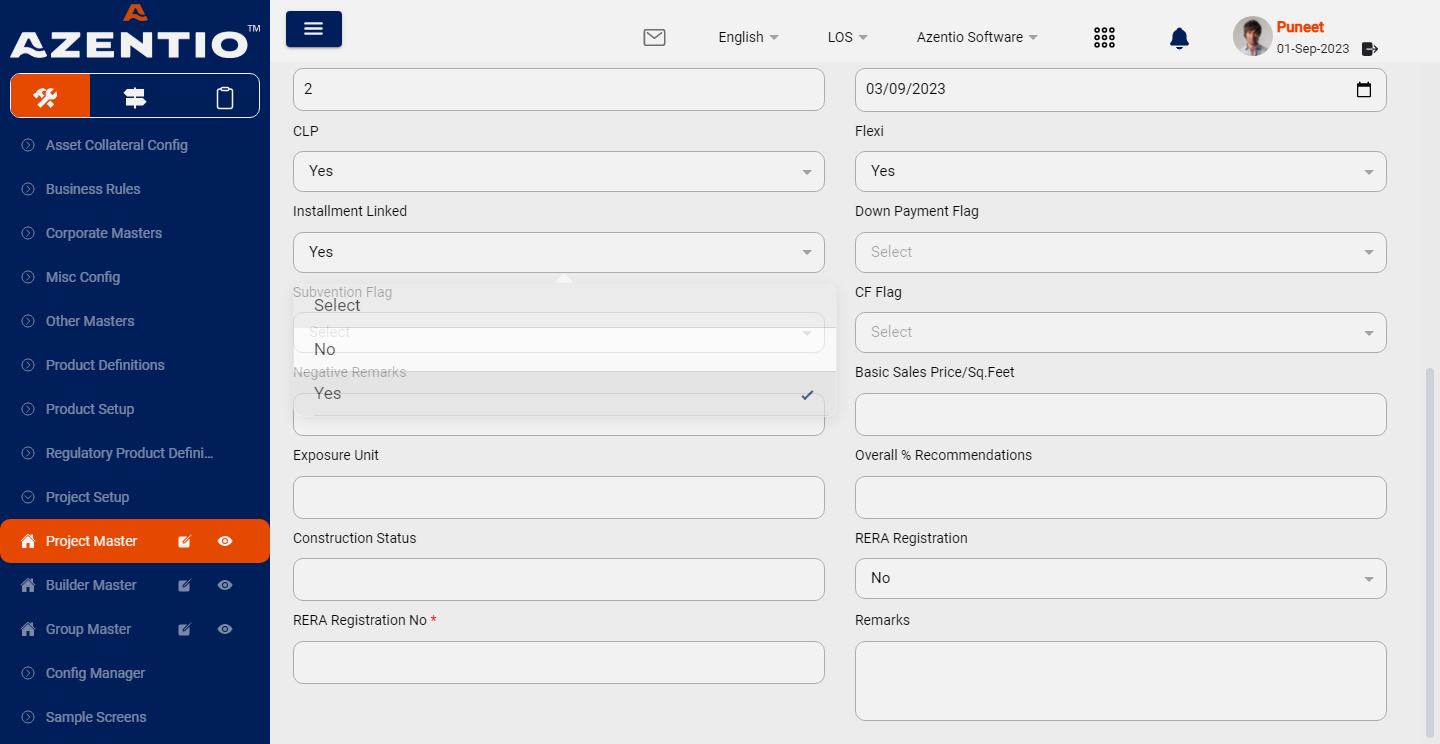 AZENTIO™
English
LOS
Azentio Software
Puneet
01-Sep-2023
Asset Collateral Config
Business Rules
Corporate Masters
Misc Config
Other Masters
Product Definitions
Product Setup
Regulatory Product Defini...
Project Setup
Project Master
Builder Master
Group Master
Config Manager
Sample Screens
2
03/09/2023
CLP
Flexi
Yes
Yes
Installment Linked
Down Payment Flag
Yes
Select
Subvention Flag
CF Flag
Select
Select
Select
No
Negative Remarks
Basic Sales Price/Sq.Feet
Yes
Exposure Unit
Overall % Recommendations
Construction Status
RERA Registration
No
RERA Registration No *
Remarks